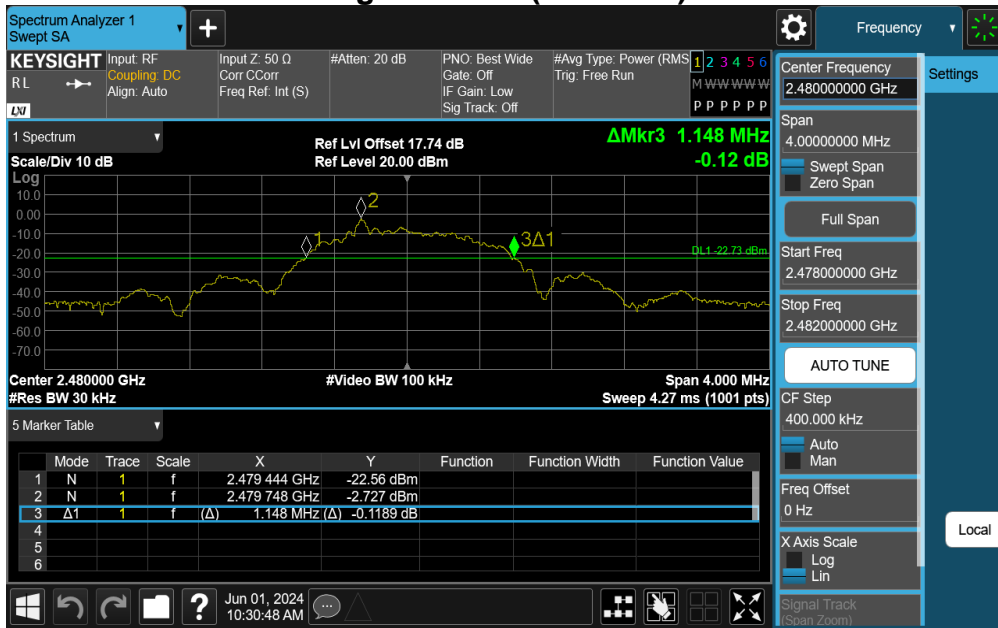 Spectrum Analyzer 1
Swept SA
+
Frequency
Settings
KEYSIGHT
RL
LXI
Input: RF
Coupling: DC
Align: Auto
Input Z: 50 Ω
Corr CCorr
Freq Ref: Int (S)
#Atten: 20 dB
PNO: Best Wide
Gate: Off
IF Gain: Low
Sig Track: Off
#Avg Type: Power (RMS
Trig: Free Run
1 2 3 4 5 6
M W W W W W
P P P P P P
1 Spectrum
Scale/Div 10 dB
Ref Lvl Offset 17.74 dB
Ref Level 20.00 dBm
ΔMkr3 1.148 MHz
-0.12 dB
Log
10.0
0.00
-10.0
-20.0
-30.0
-40.0
-50.0
-60.0
-70.0
1
2
3Δ1
DL1 -22.73 dBm
Center 2.480000 GHz
#Video BW 100 kHz
Span 4.000 MHz
#Res BW 30 kHz
Sweep 4.27 ms (1001 pts)
5 Marker Table
Mode Trace Scale X Y Function Function Width Function Value
1 N 1 f 2.479 444 GHz -22.56 dBm
2 N 1 f 2.479 748 GHz -2.727 dBm
3 Δ1 1 f (Δ) 1.148 MHz (Δ) -0.1189 dB
4
5
6
Center Frequency
2.480000000 GHz
Span
4.00000000 MHz
Swept Span
Zero Span
Full Span
Start Freq
2.478000000 GHz
Stop Freq
2.482000000 GHz
AUTO TUNE
CF Step
400.000 kHz
Auto
Man
Freq Offset
0 Hz
X Axis Scale
Log
Lin
Signal Track
(Span Zoom)
Local
?
Jun 01, 2024
10:30:48 AM